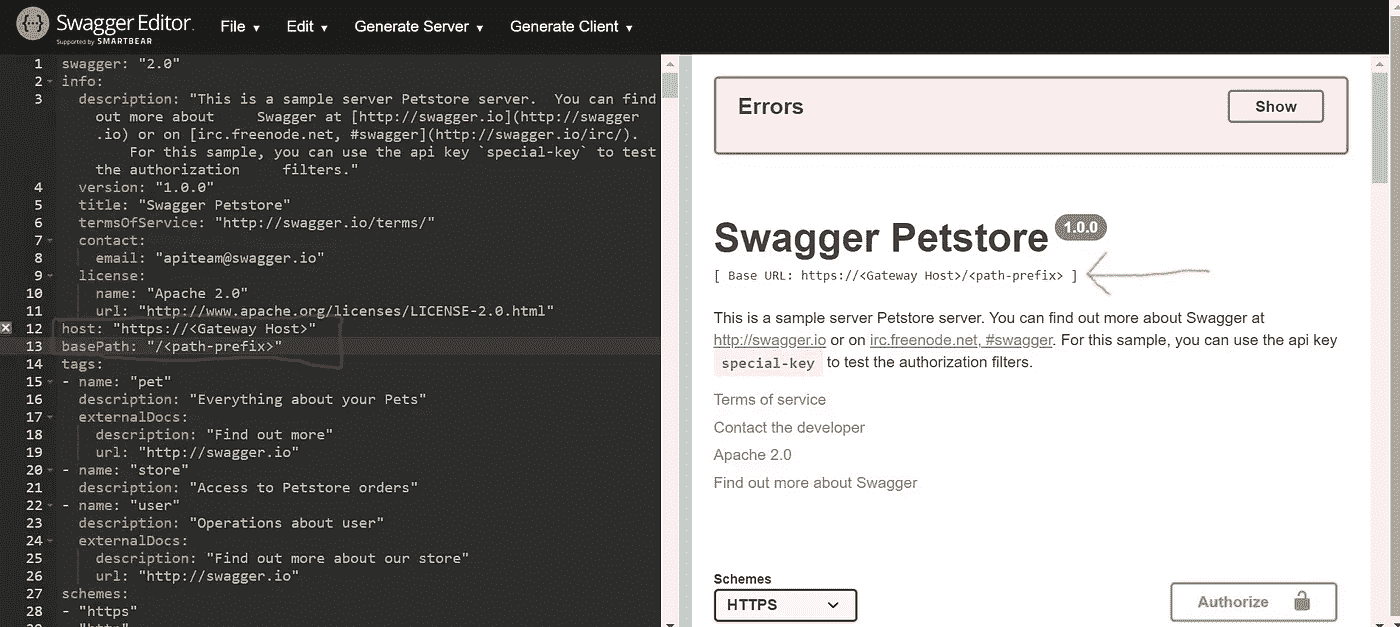 Swagger Editor.
Supported by SMARTBEAR
File ▾ Edit ▾ Generate Server ▾ Generate Client ▾
1 swagger: "2.0"
2 info:
3 description: "This is a sample server Petstore server.  You can find
out more about     Swagger at [http://swagger.io](http://swagger
.io) or on [irc.freenode.net, #swagger](http://swagger.io/irc/).
For this sample, you can use the api key `special-key` to test
the authorization     filters."
4 version: "1.0.0"
5 title: "Swagger Petstore"
6 termsOfService: "http://swagger.io/terms/"
7 contact:
8 email: "apiteam@swagger.io"
9 license:
10 name: "Apache 2.0"
11 url: "http://www.apache.org/licenses/LICENSE-2.0.html"
12 host: "https://<Gateway Host>"
13 basePath: "/<path-prefix>"
14 tags:
15 - name: "pet"
16 description: "Everything about your Pets"
17 externalDocs:
18 description: "Find out more"
19 url: "http://swagger.io"
20 - name: "store"
21 description: "Access to Petstore orders"
22 - name: "user"
23 description: "Operations about user"
24 externalDocs:
25 description: "Find out more about our store"
26 url: "http://swagger.io"
27 schemes:
28 - "https"
Errors
Show
Swagger Petstore 1.0.0
[ Base URL: https://<Gateway Host>/<path-prefix> ]
This is a sample server Petstore server. You can find out more about Swagger at
http://swagger.io or on irc.freenode.net, #swagger. For this sample, you can use the api key
special-key to test the authorization filters.
Terms of service
Contact the developer
Apache 2.0
Find out more about Swagger
Schemes
HTTPS
Authorize